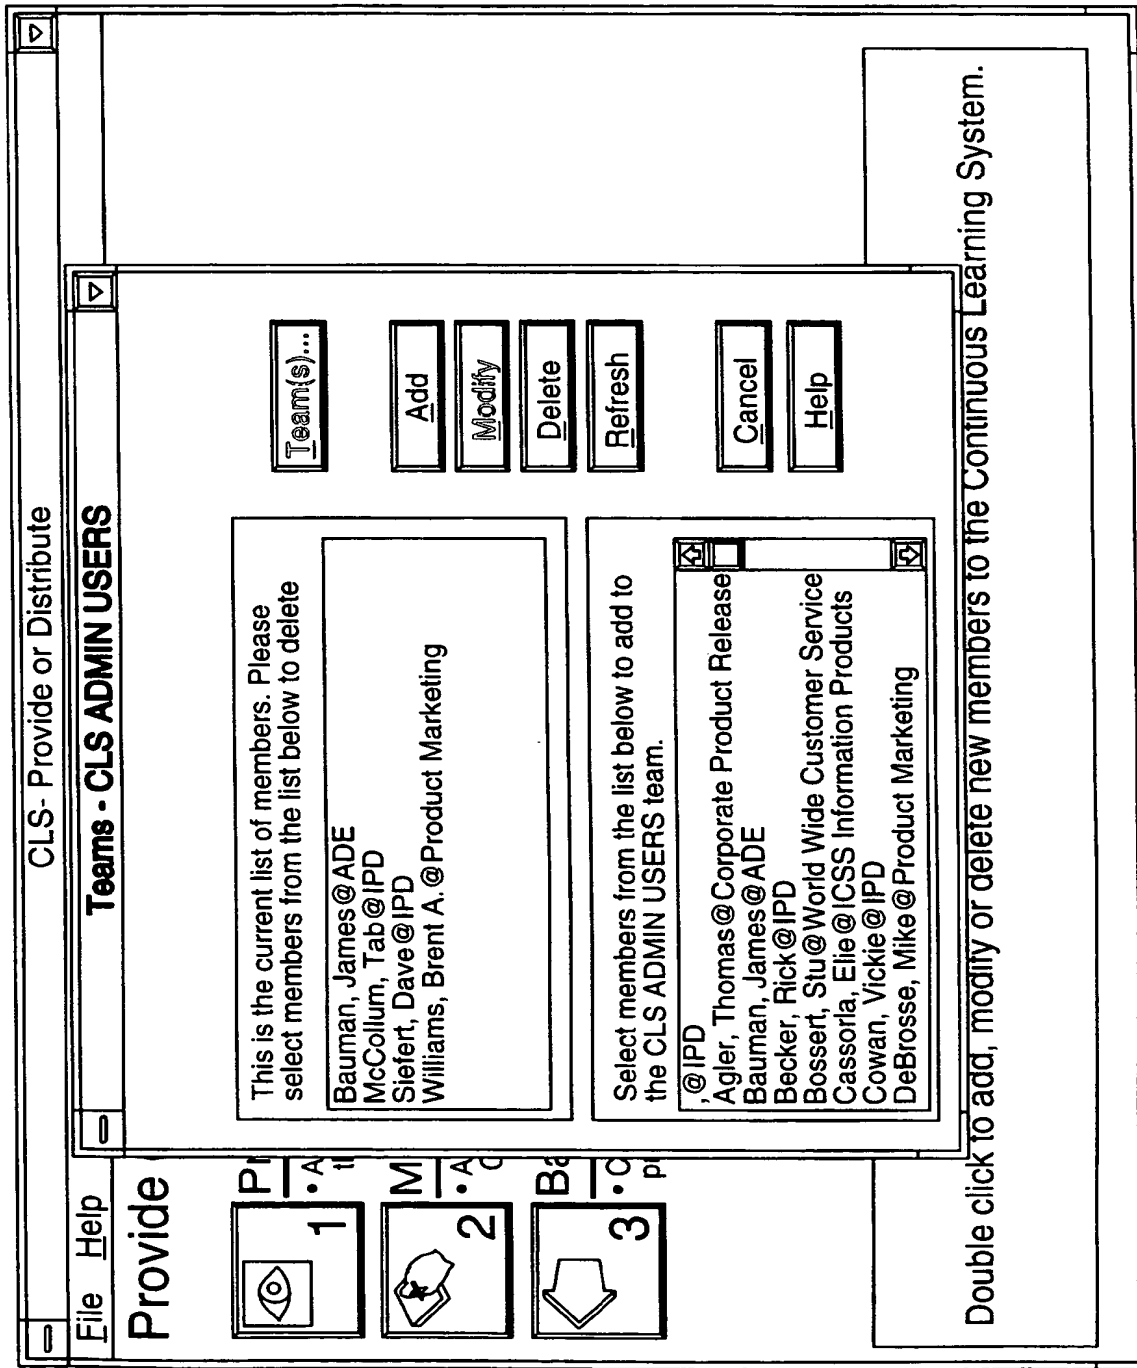 CLS- Provide or Distribute
File Help
Provide
Teams - CLS ADMIN USERS
1
Pr
• A
th
2
M
• A
3
Ba
• C
pr
This is the current list of members. Please
select members from the list below to delete
Bauman, James@ADE
McCollum, Tab@IPD
Siefert, Dave@IPD
Williams, Brent A.@Product Marketing
Select members from the list below to add to
the CLS ADMIN USERS team.
,@IPD
Agler, Thomas@Corporate Product Release
Bauman, James@ADE
Becker, Rick@IPD
Bossert, Stu@World Wide Customer Service
Cassorla, Elie@ICSS Information Products
Cowan, Vickie@IPD
DeBrosse, Mike@Product Marketing
Team(s)...
Add
Modify
Delete
Refresh
Cancel
Help
Double click to add, modify or delete new members to the Continuous Learning System.